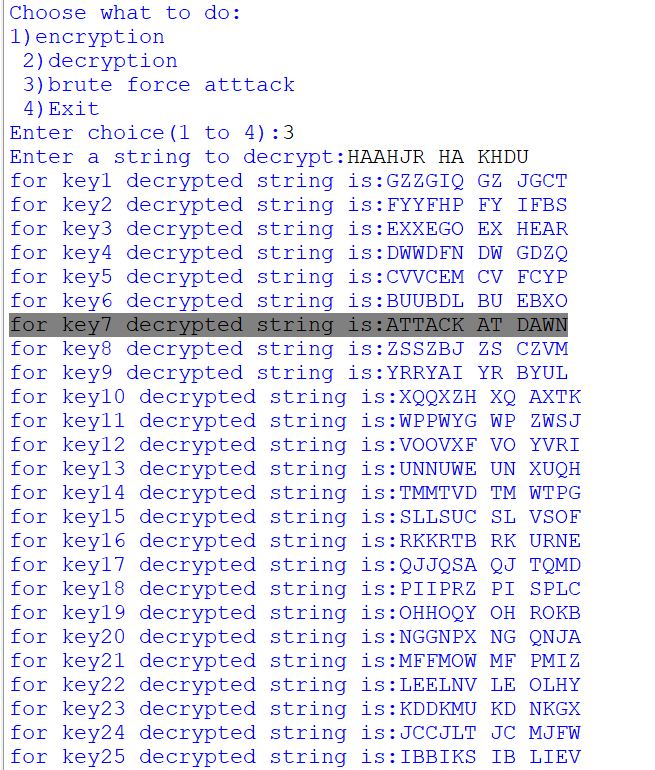 Choose what to do:
1)encryption
2)decryption
3)brute force atttack
4)Exit
Enter choice(1 to 4):3
Enter a string to decrypt:HAAHJR HA KHDU
for key1 decrypted string is:GZZGIQ GZ JGCT
for key2 decrypted string is:FYYFHP FY IFBS
for key3 decrypted string is:EXXEGO EX HEAR
for key4 decrypted string is:DWWDFN DW GDZQ
for key5 decrypted string is:CVVCEM CV FCYP
for key6 decrypted string is:BUUBDL BU EBXO
for key7 decrypted string is:ATTACK AT DAWN
for key8 decrypted string is:ZSSZBJ ZS CZVM
for key9 decrypted string is:YRRYAI YR BYUL
for key10 decrypted string is:XQQXZH XQ AXTK
for key11 decrypted string is:WPPWYG WP ZWSJ
for key12 decrypted string is:VOOVXF VO YVRI
for key13 decrypted string is:UNNUWE UN XUQH
for key14 decrypted string is:TMMTVD TM WTPG
for key15 decrypted string is:SLLSUC SL VSOF
for key16 decrypted string is:RKKRTB RK URNE
for key17 decrypted string is:QJJQSA QJ TQMD
for key18 decrypted string is:PIIPRZ PI SPLC
for key19 decrypted string is:OHHOQY OH ROKB
for key20 decrypted string is:NGGNPX NG QNJA
for key21 decrypted string is:MFFMOW MF PMIZ
for key22 decrypted string is:LEELNV LE OLHY
for key23 decrypted string is:KDDKMU KD NKGX
for key24 decrypted string is:JCCJLT JC MJFW
for key25 decrypted string is:IBBIKS IB LIEV